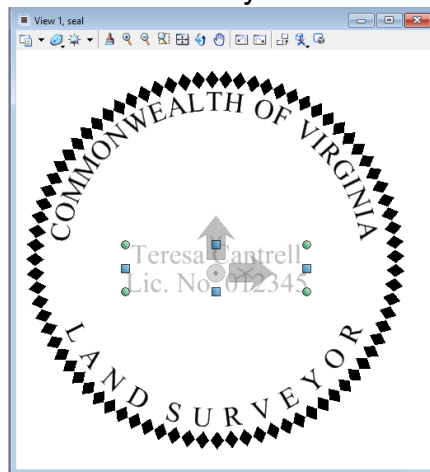 View 1, seal
COMMONWEALTH OF VIRGINIA
Teresa Cantrell
Lic. No. 012345
LAND SURVEYOR